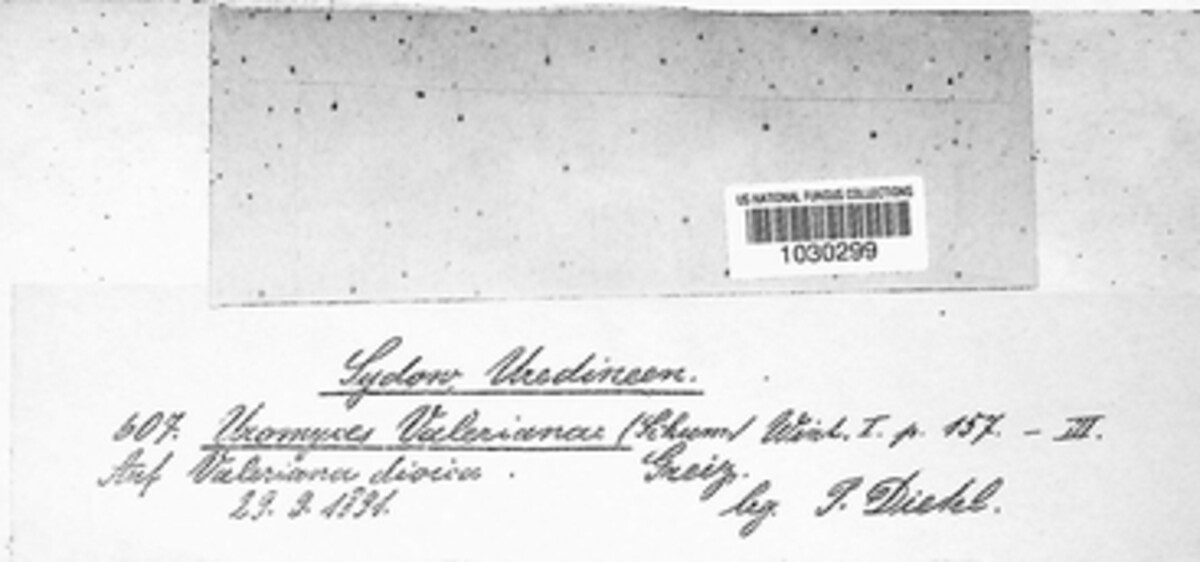 US NATIONAL FUNGUS COLLECTIONS
1030299
Sydow, Uredineen.
607. Uromyces Valerianae (Schum) Wint. I. p. 157. – III.
Auf Valeriana dioica. Greiz.
29. 9. 1891. leg. P. Dietel.